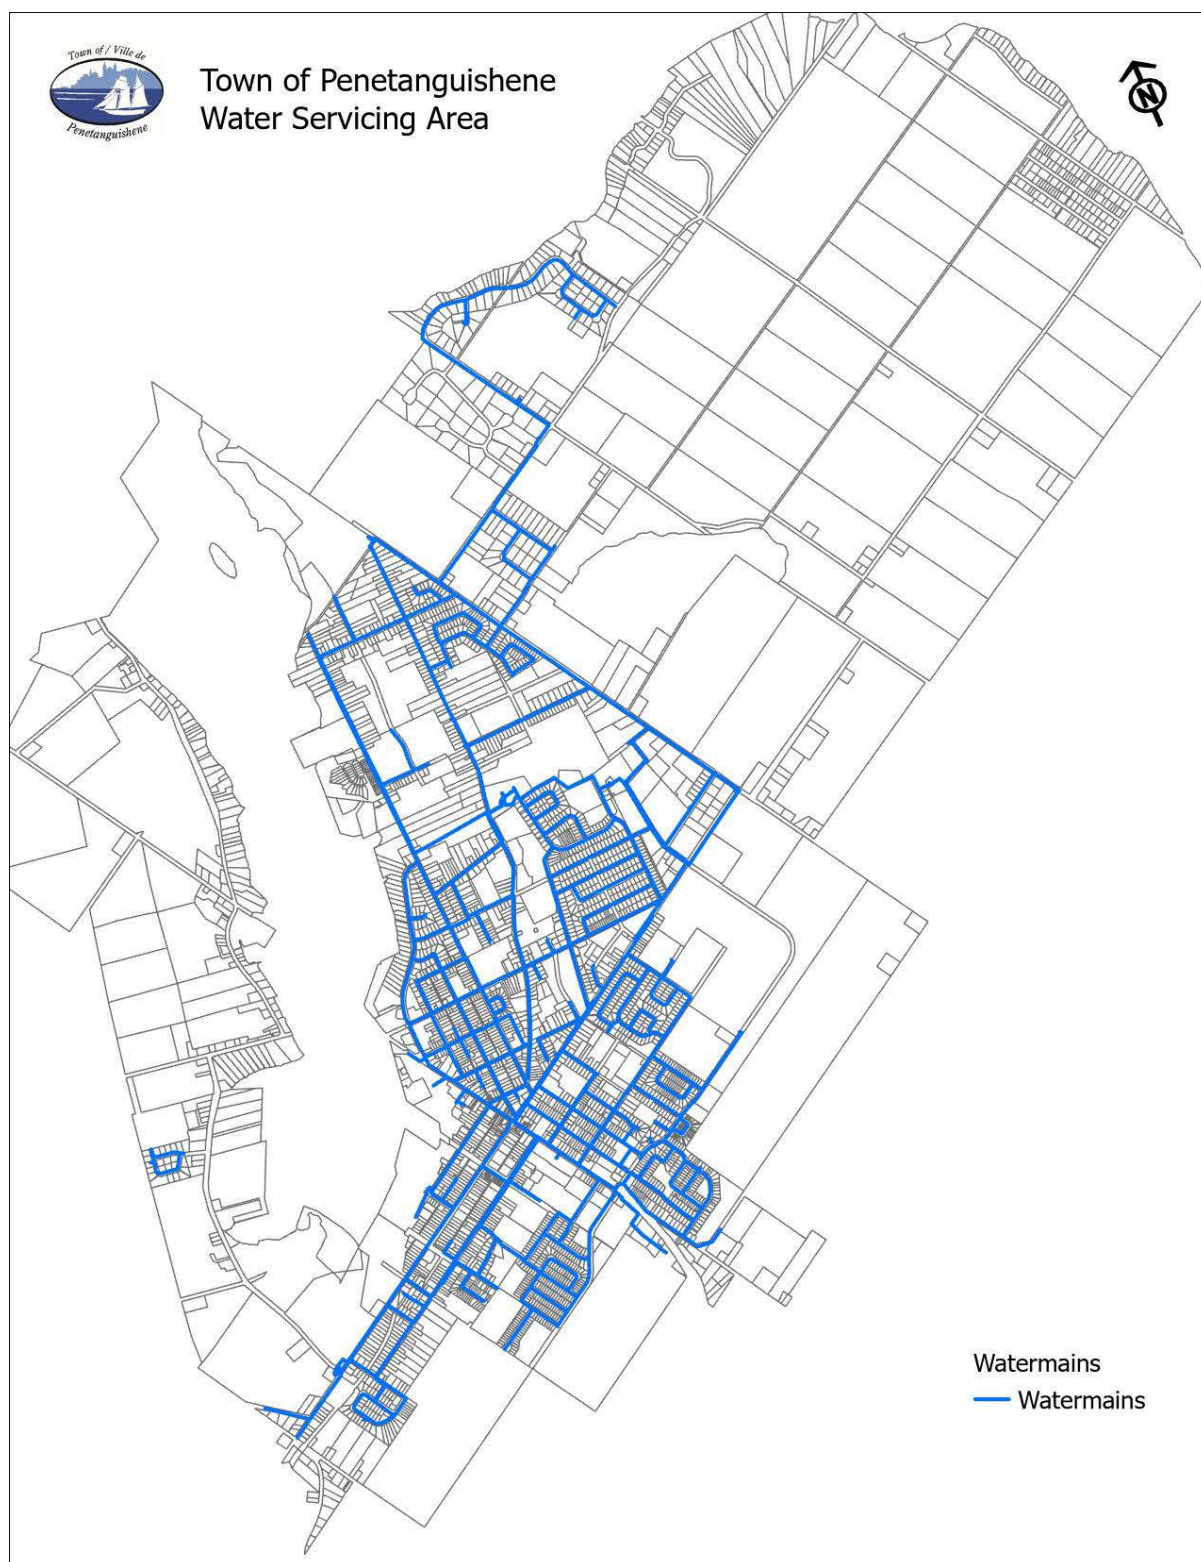 Town of / Ville de
Penetanguishene
Town of Penetanguishene
Water Servicing Area
N
Watermains
Watermains